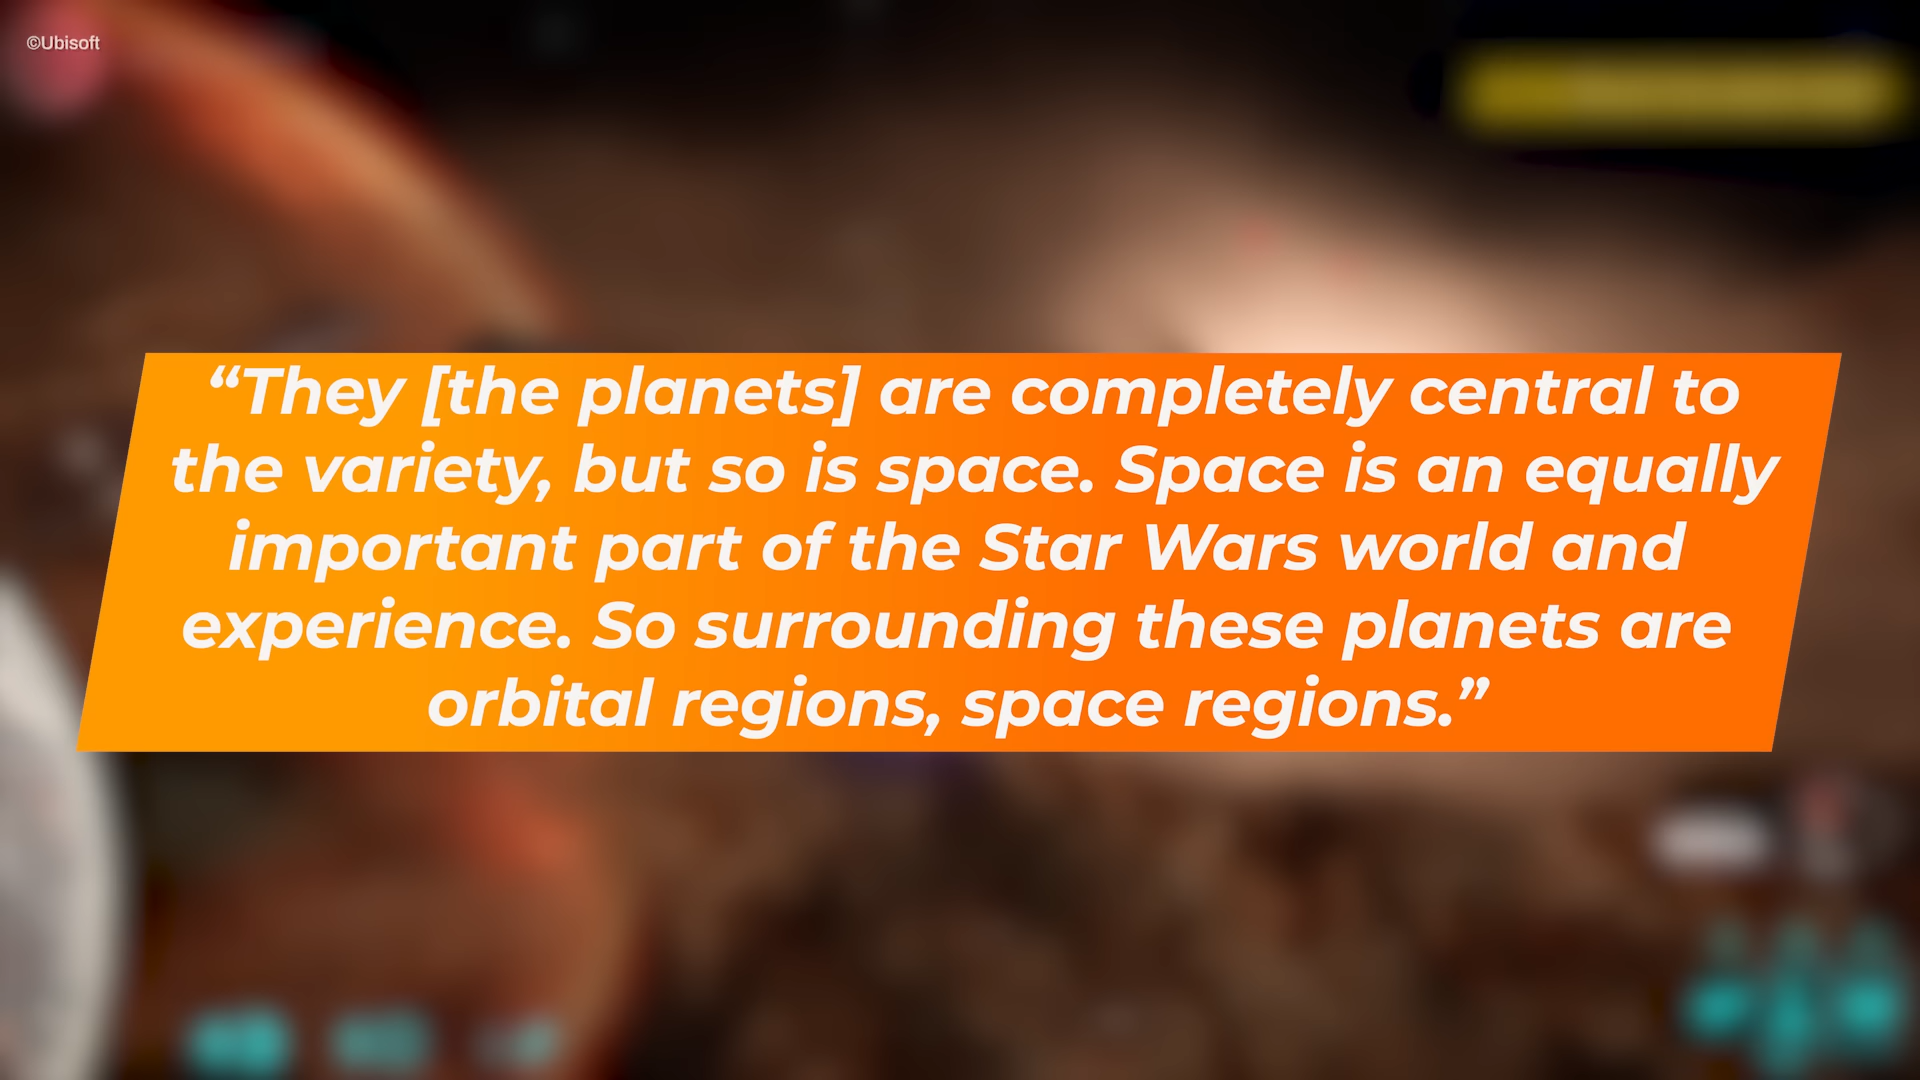 ©Ubisoft
“They [the planets] are completely central to
the variety, but so is space. Space is an equally
important part of the Star Wars world and
experience. So surrounding these planets are
orbital regions, space regions.”